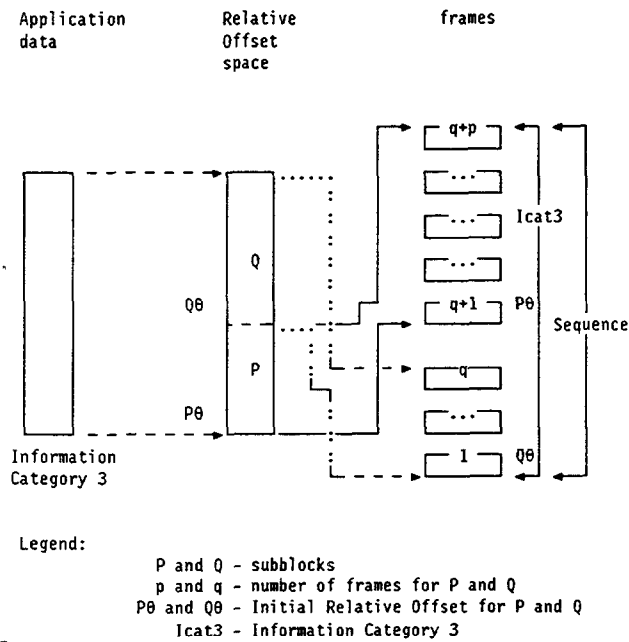 Application data
Relative Offset space
frames
q+p
...
...
Icat3
...
Q
Qθ
q+1
Pθ
Sequence
P
q
...
Pθ
1
Qθ
Information
Category 3
Legend:
P and Q - subblocks
p and q - number of frames for P and Q
Pθ and Qθ - Initial Relative Offset for P and Q
Icat3 - Information Category 3